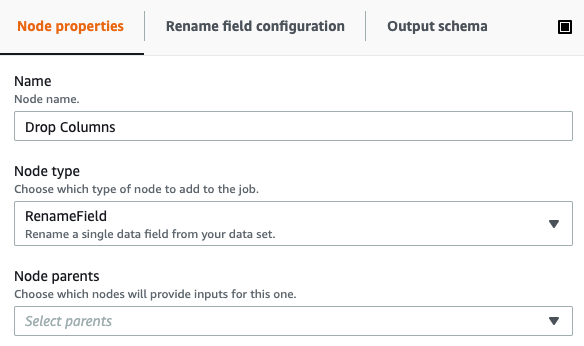 Node properties
Rename field configuration
Output schema
Name
Node name.
Drop Columns
Node type
Choose which type of node to add to the job.
RenameField
Rename a single data field from your data set.
Node parents
Choose which nodes will provide inputs for this one.
Select parents